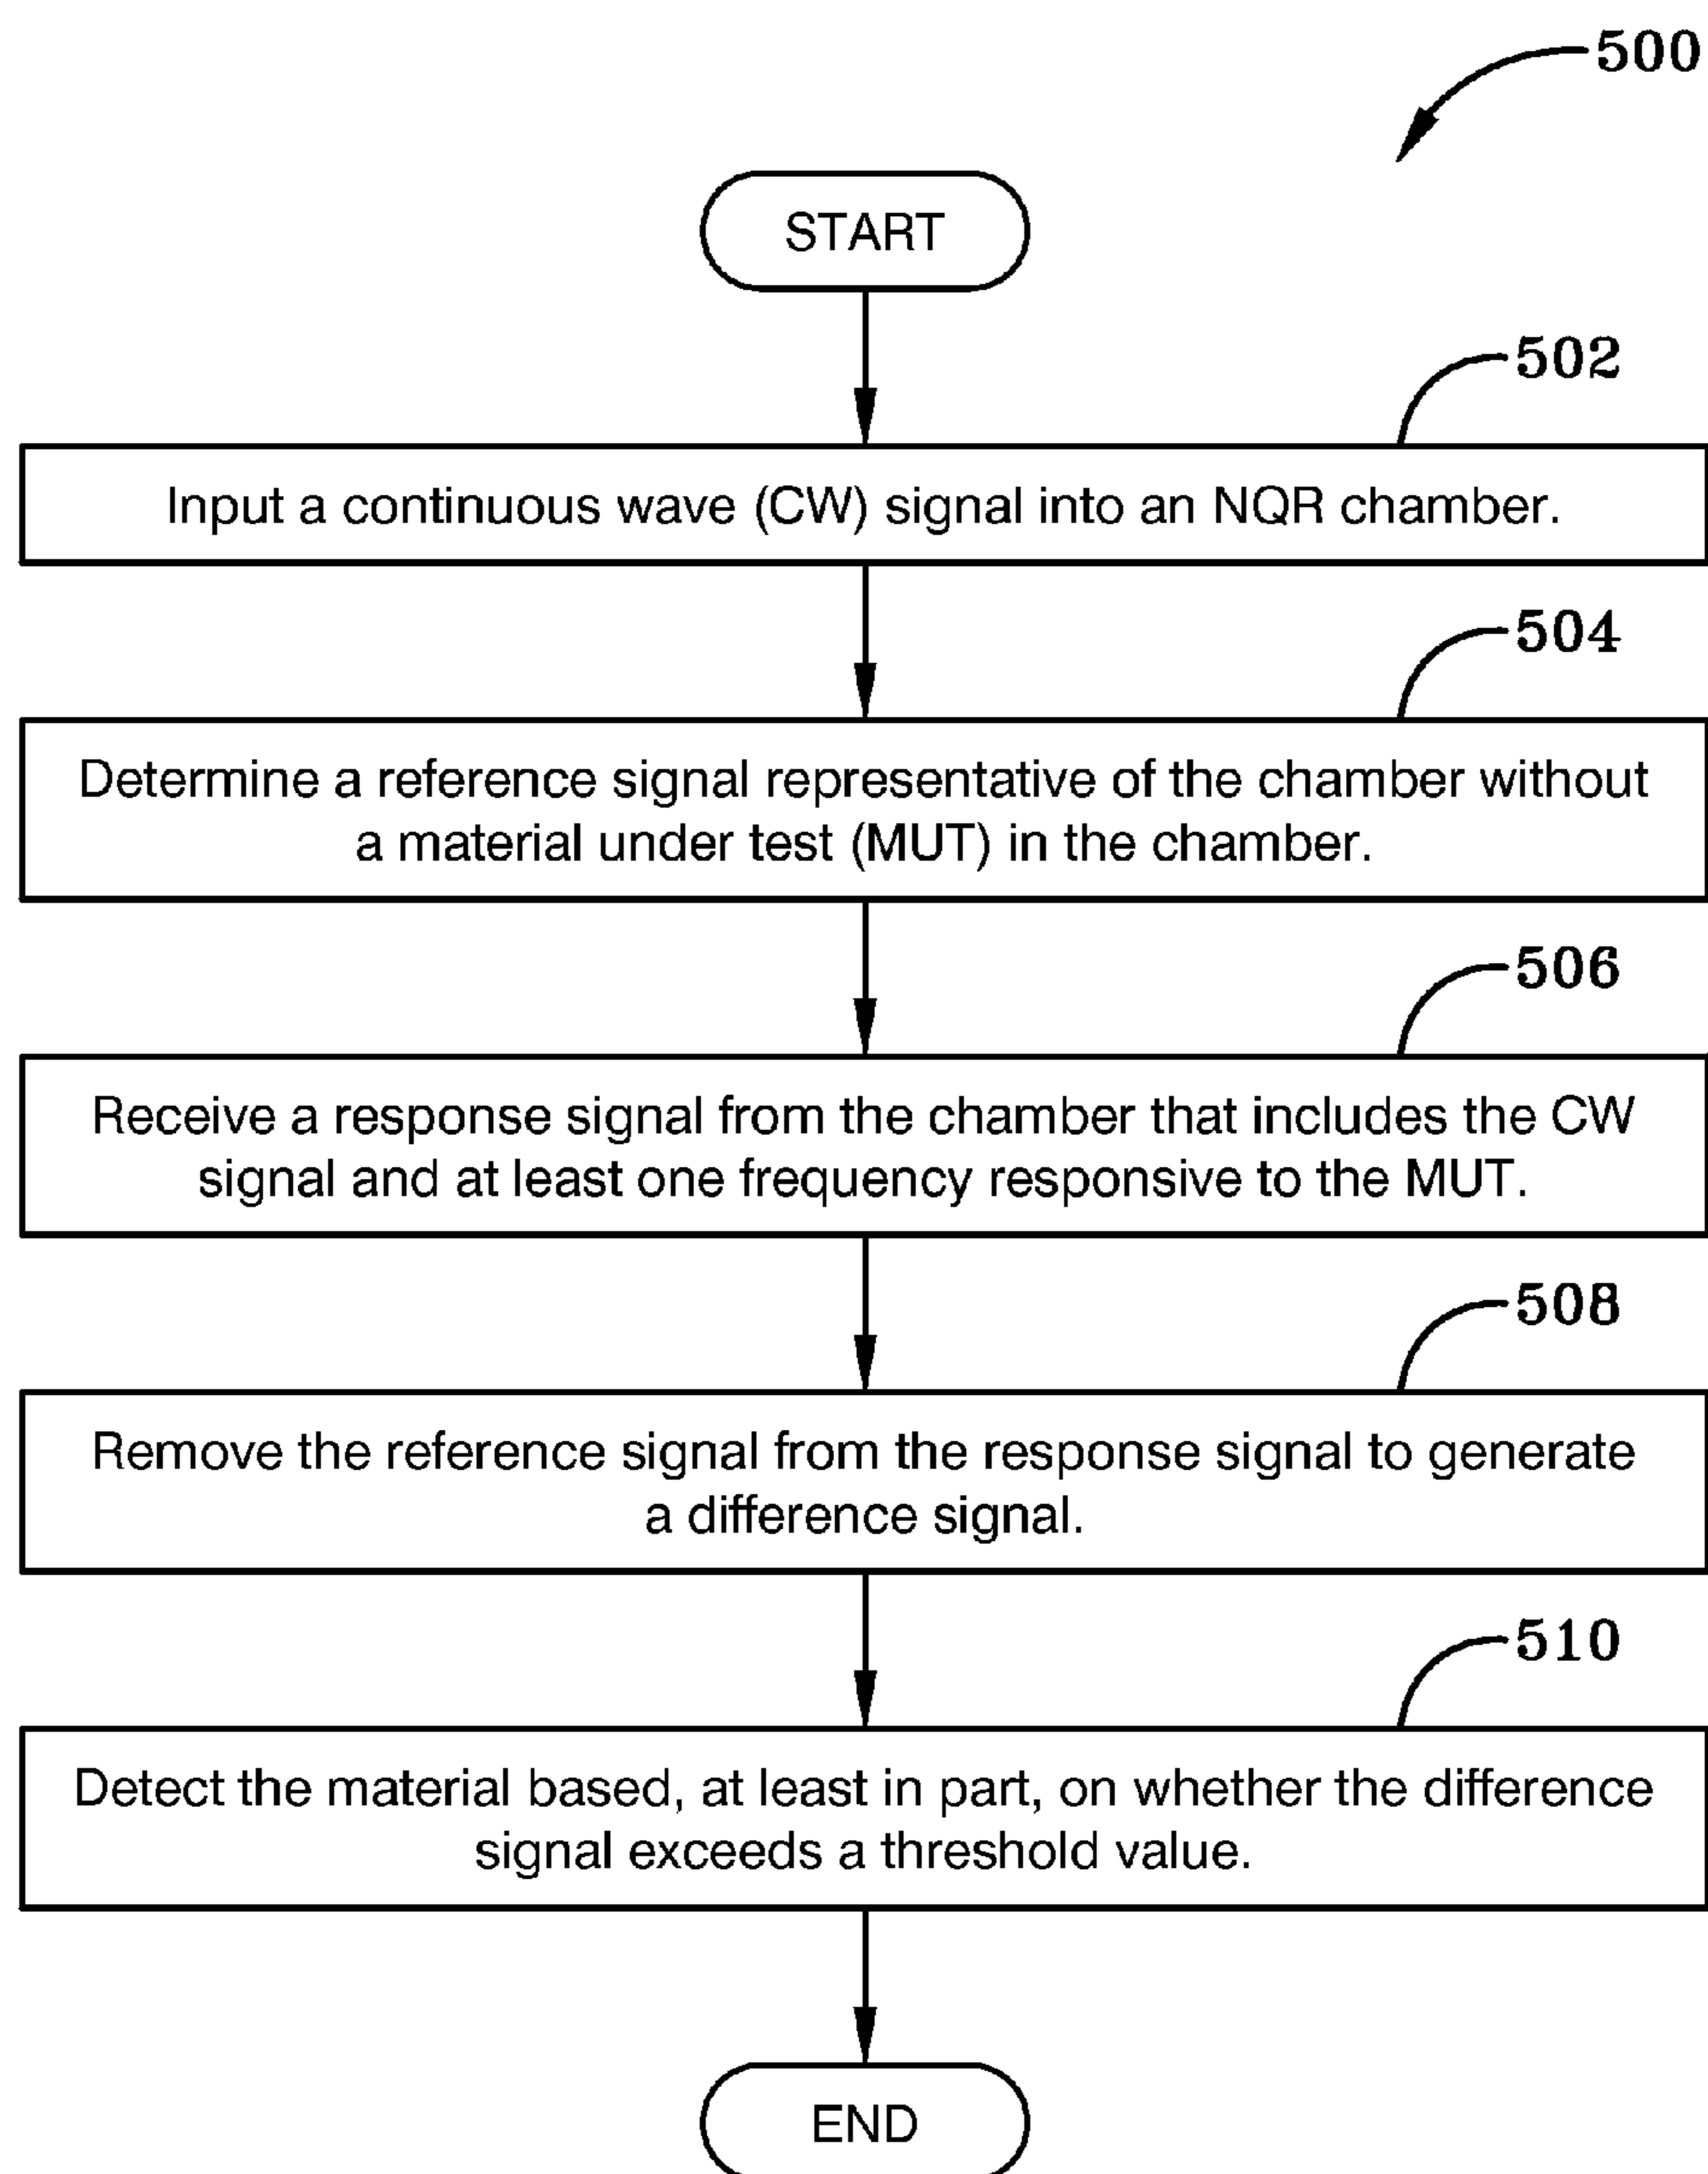 500
START
502
Input a continuous wave (CW) signal into an NQR chamber.
504
Determine a reference signal representative of the chamber without
a material under test (MUT) in the chamber.
506
Receive a response signal from the chamber that includes the CW
signal and at least one frequency responsive to the MUT.
508
Remove the reference signal from the response signal to generate
a difference signal.
510
Detect the material based, at least in part, on whether the difference
signal exceeds a threshold value.
END